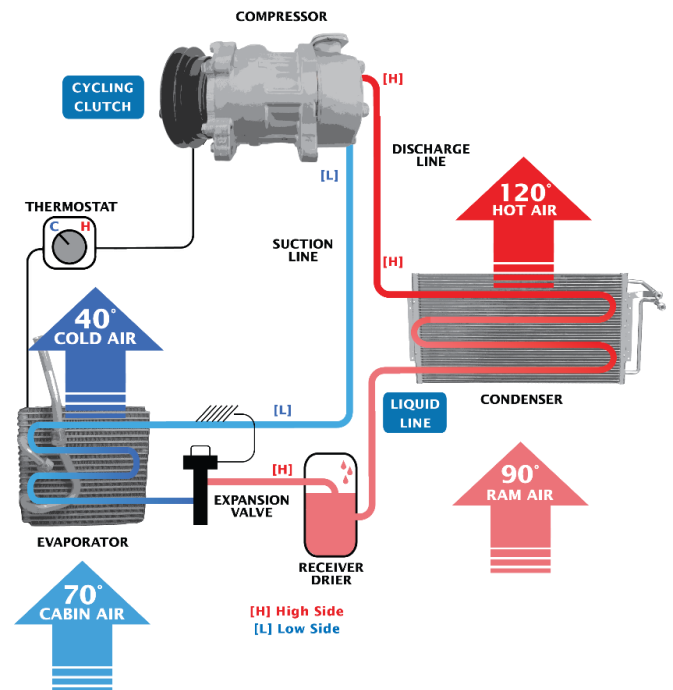 COMPRESSOR
CYCLING
CLUTCH
[H]
DISCHARGE
LINE
[L]
THERMOSTAT
C H
SUCTION
LINE
[H]
120°
HOT AIR
40°
COLD AIR
CONDENSER
LIQUID
LINE
[L]
[H]
EXPANSION
VALVE
[H]
90°
RAM AIR
EVAPORATOR
RECEIVER
DRIER
70°
CABIN AIR
[H] High Side
[L] Low Side